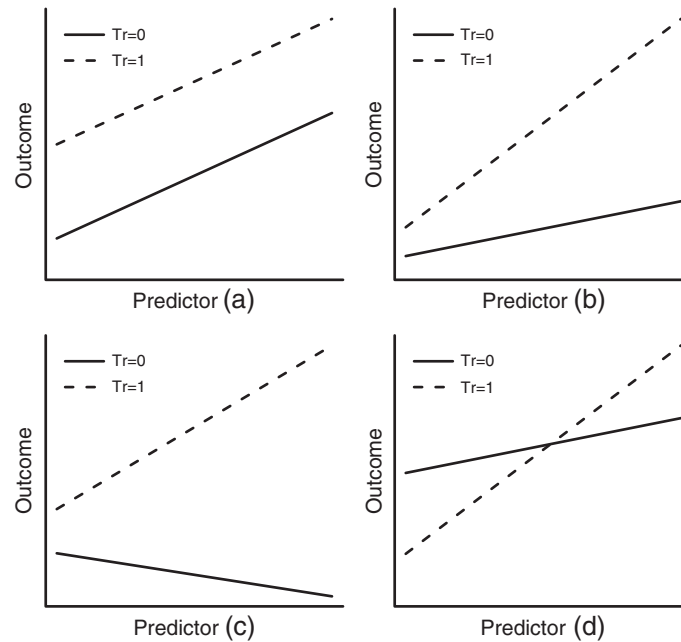 Tr=0
Tr=1
Outcome
Predictor (a)
Tr=0
Tr=1
Outcome
Predictor (b)
Tr=0
Tr=1
Outcome
Predictor (c)
Tr=0
Tr=1
Outcome
Predictor (d)